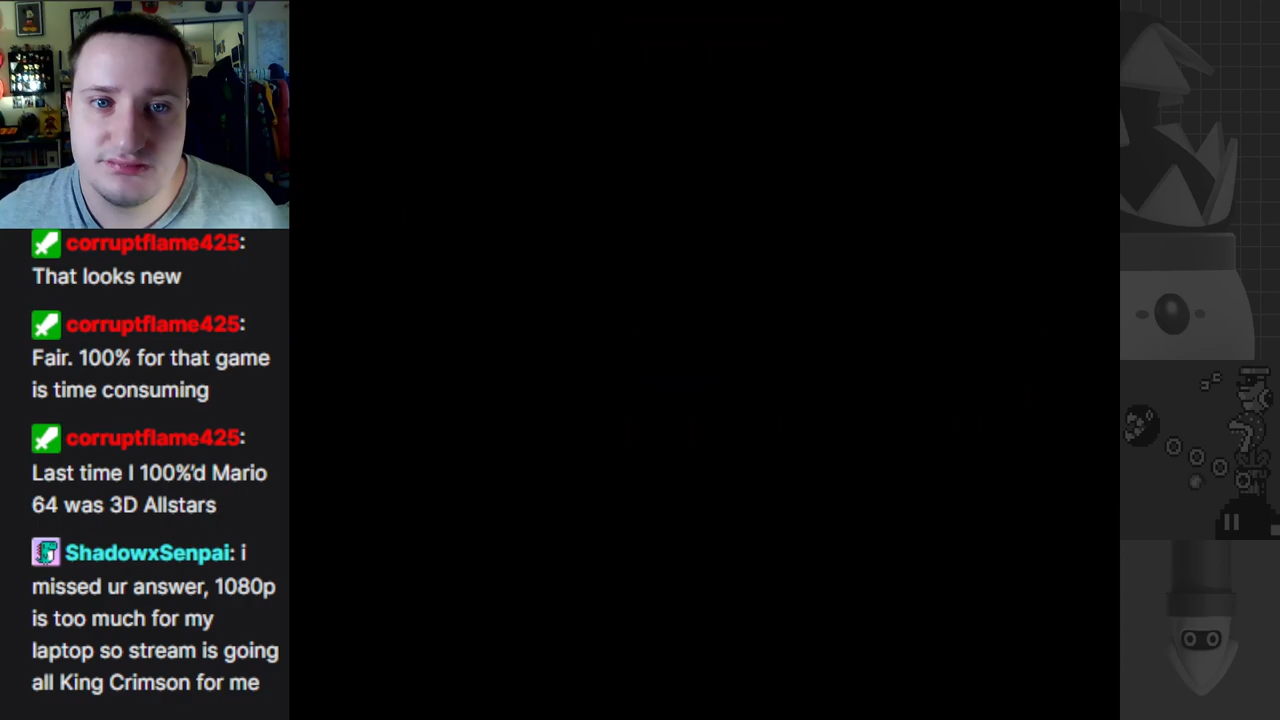 corruptflame425:
That looks new
corruptflame425:
Fair. 100% for that game
is time consuming
corruptflame425:
Last time I 100%'d Mario
64 was 3D Allstars
ShadowxSenpai: i
missed ur answer, 1080p
is too much for my
laptop so stream is going
all King Crimson for me